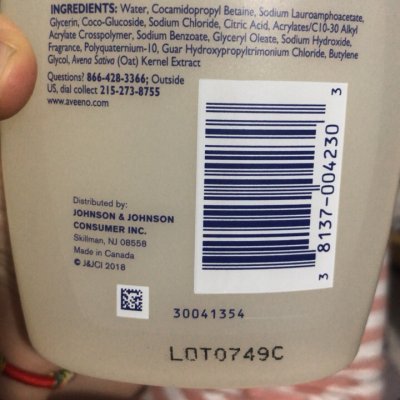 INGREDIENTS: Water, Cocamidopropyl Betaine, Sodium Lauroamphoacetate,
Glycerin, Coco-Glucoside, Sodium Chloride, Citric Acid, Acrylates/C10-30 Alkyl
Acrylate Crosspolymer, Sodium Benzoate, Glyceryl Oleate, Sodium Hydroxide,
Fragrance, Polyquaternium-10, Guar Hydroxypropyltrimonium Chloride, Butylene
Glycol, Avena Sativa (Oat) Kernel Extract
Questions? 866-428-3366; Outside
US, dial collect 215-273-8755
www.aveeno.com
3 8137-004230 3
Distributed by:
JOHNSON & JOHNSON
CONSUMER INC.
Skillman, NJ 08558
Made in Canada
© J&JCI 2018
30041354
LOT0749C